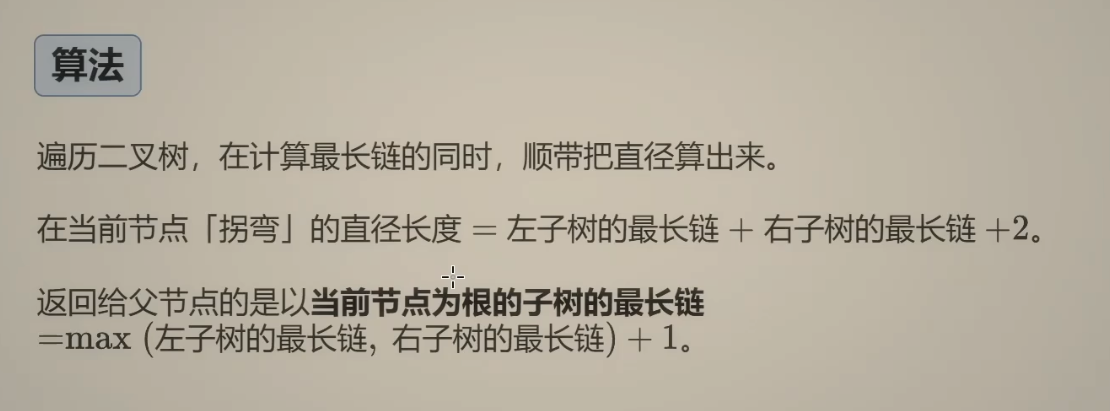 算法
遍历二叉树，在计算最长链的同时，顺带把直径算出来。
在当前节点「拐弯」的直径长度 = 左子树的最长链 + 右子树的最长链 +2。
返回给父节点的是以当前节点为根的子树的最长链
=max (左子树的最长链, 右子树的最长链) + 1。